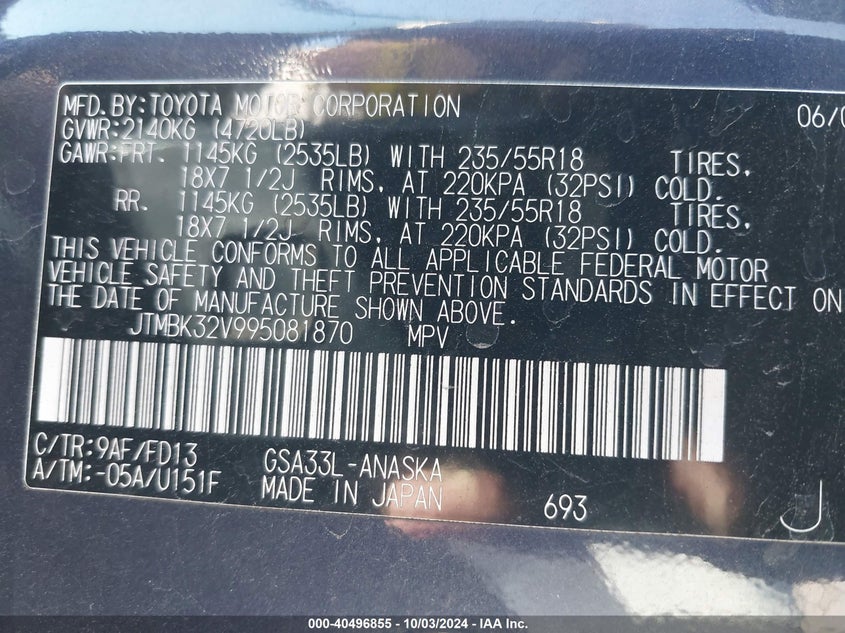 MFD.BY:TOYOTA MOTOR CORPORATION 06/0
GVWR:2140KG (4720LB)
GAWR:FRT. 1145KG (2535LB) WITH 235/55R18 TIRES,
18X7 1/2J RIMS, AT 220KPA (32PSI) COLD.
RR. 1145KG (2535LB) WITH 235/55R18 TIRES,
18X7 1/2J RIMS, AT 220KPA (32PSI) COLD.
THIS VEHICLE CONFORMS TO ALL APPLICABLE FEDERAL MOTOR
VEHICLE SAFETY AND THEFT PREVENTION STANDARDS IN EFFECT ON
THE DATE OF MANUFACTURE SHOWN ABOVE.
JTMBK32V995081870 MPV
C/TR:9AF/FD13 GSA33L-ANASKA
A/TM:-05A/U151F MADE IN JAPAN 693 J
000-40496855 - 10/03/2024 - IAA Inc.